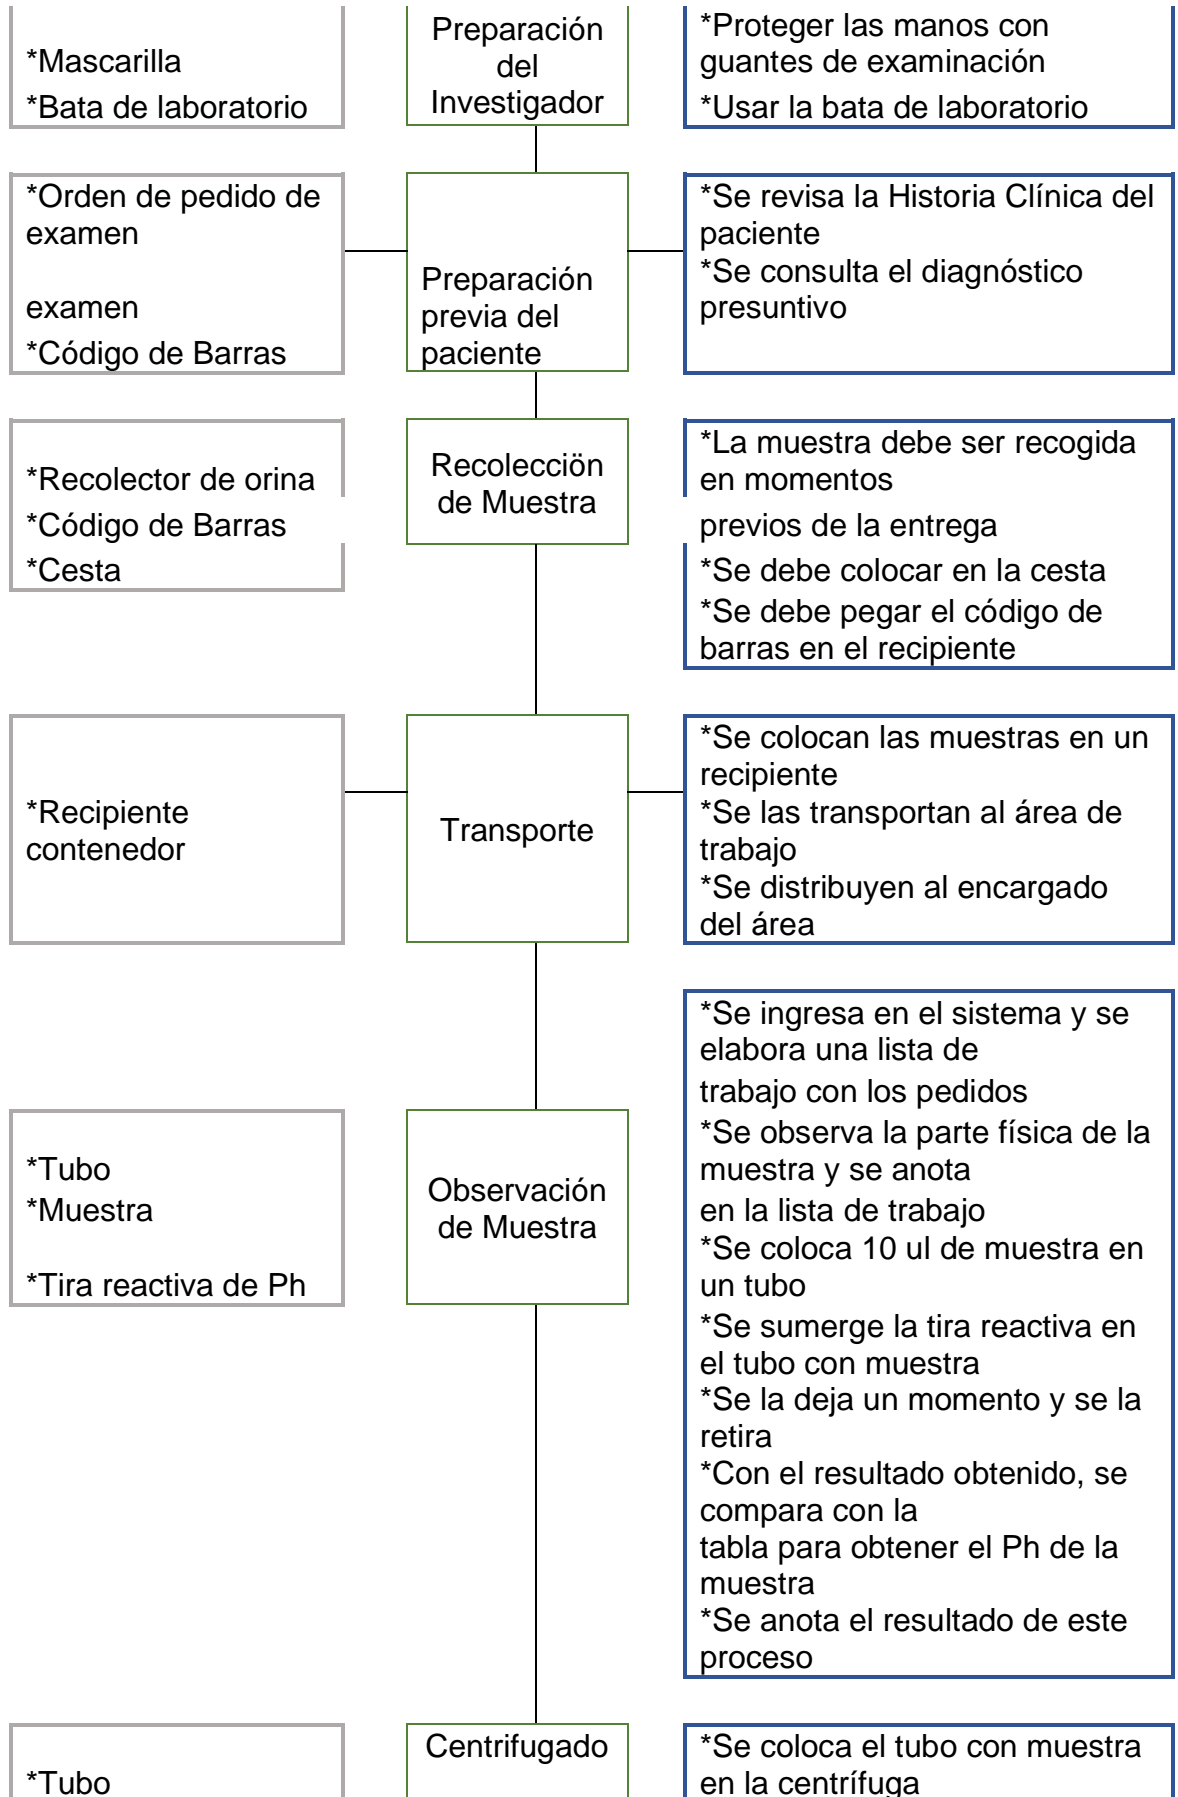 *Mascarilla
*Bata de laboratorio
Preparación
del
Investigador
*Proteger las manos con
guantes de examinación
*Usar la bata de laboratorio
*Orden de pedido de
examen
examen
*Código de Barras
Preparación
previa del
paciente
*Se revisa la Historia Clínica del
paciente
*Se consulta el diagnóstico
presuntivo
*Recolector de orina
*Código de Barras
*Cesta
Recolecciön
de Muestra
*La muestra debe ser recogida
en momentos
previos de la entrega
*Se debe colocar en la cesta
*Se debe pegar el código de
barras en el recipiente
*Recipiente
contenedor
Transporte
*Se colocan las muestras en un
recipiente
*Se las transportan al área de
trabajo
*Se distribuyen al encargado
del área
*Tubo
*Muestra
*Tira reactiva de Ph
Observación
de Muestra
*Se ingresa en el sistema y se
elabora una lista de
trabajo con los pedidos
*Se observa la parte física de la
muestra y se anota
en la lista de trabajo
*Se coloca 10 ul de muestra en
un tubo
*Se sumerge la tira reactiva en
el tubo con muestra
*Se la deja un momento y se la
retira
*Con el resultado obtenido, se
compara con la
tabla para obtener el Ph de la
muestra
*Se anota el resultado de este
proceso
*Tubo
Centrifugado
*Se coloca el tubo con muestra
en la centrífuga